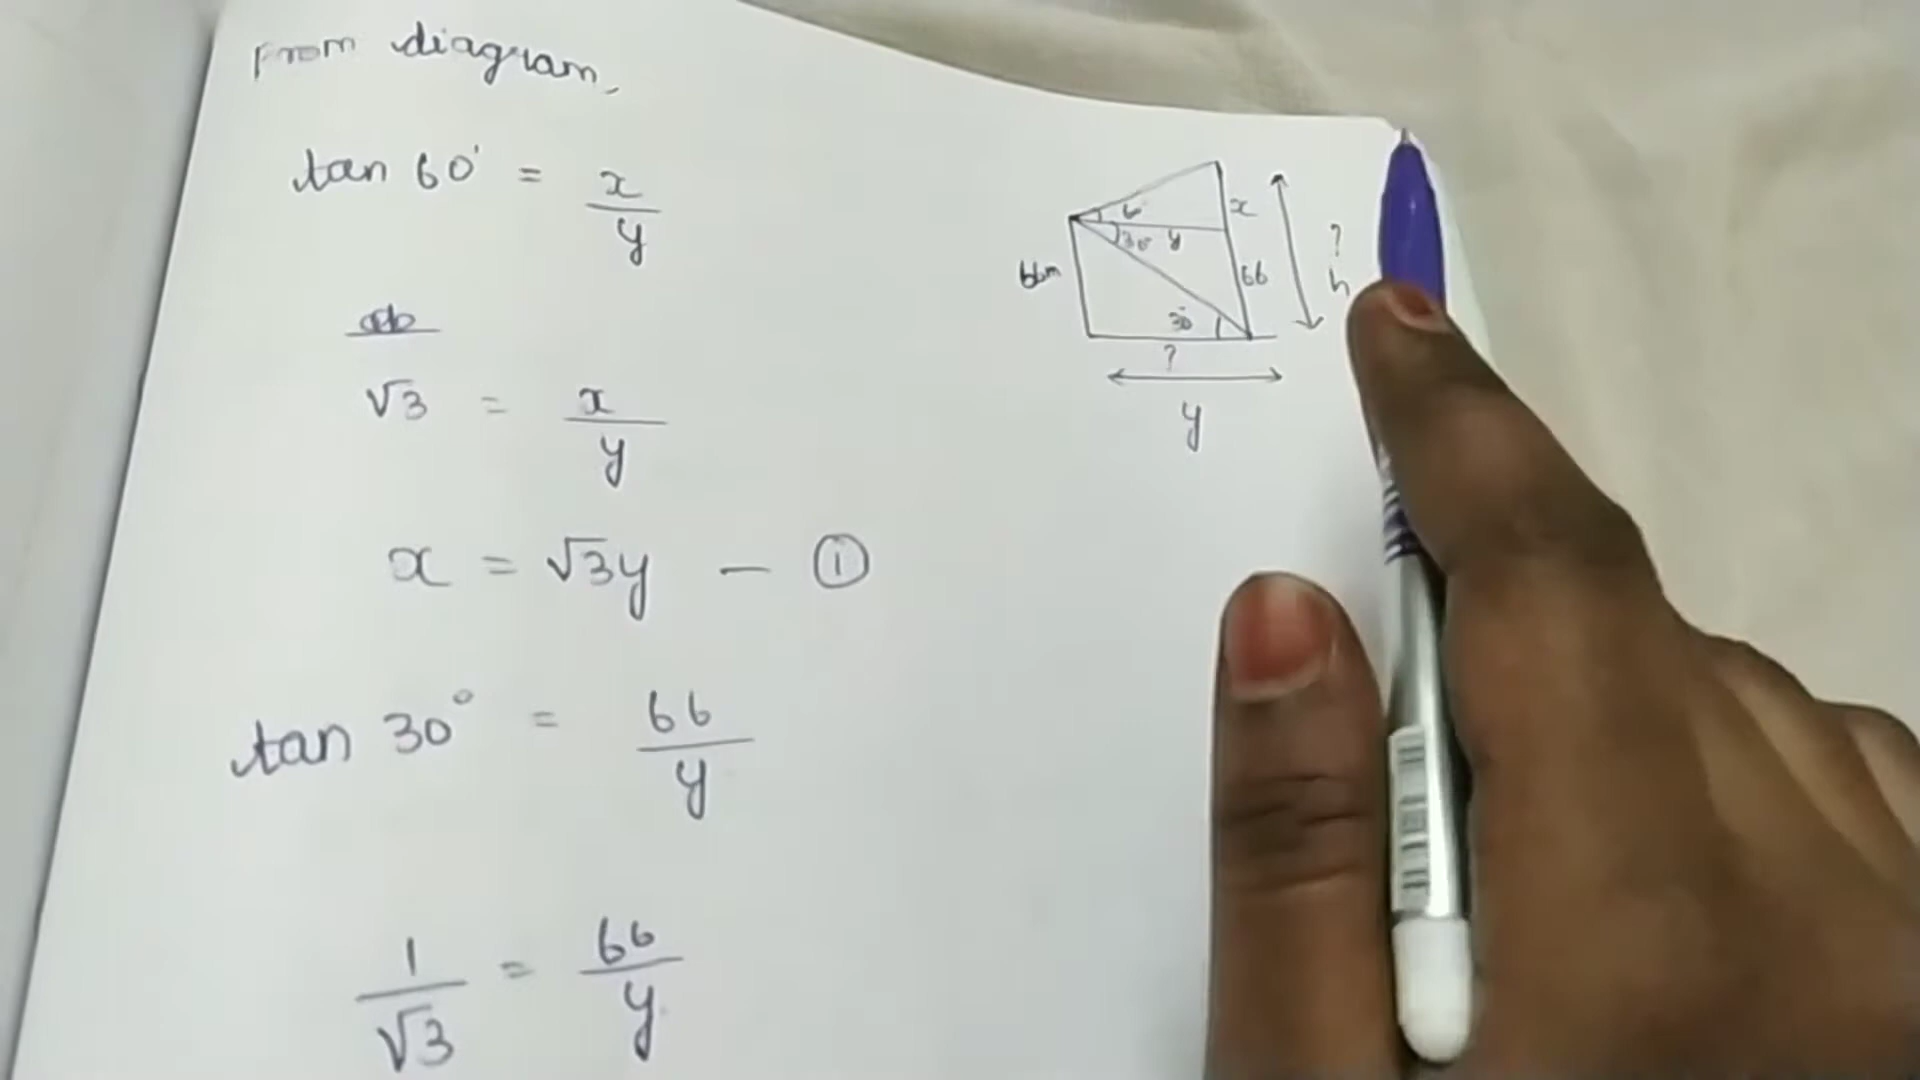 From diagram,
tan 60° = x/y
√3 = x/y
x = √3y — ①
tan 30° = 66/y
1/√3 = 66/y
60
x
30° y
66m
66
?
h
30°
?
y